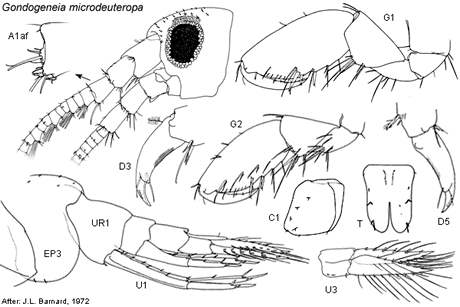 Gondogeneia microdeuteropa
A1af
G1
D3
G2
C1
T
D5
UR1
EP3
U1
U3
After: J.L. Barnard, 1972